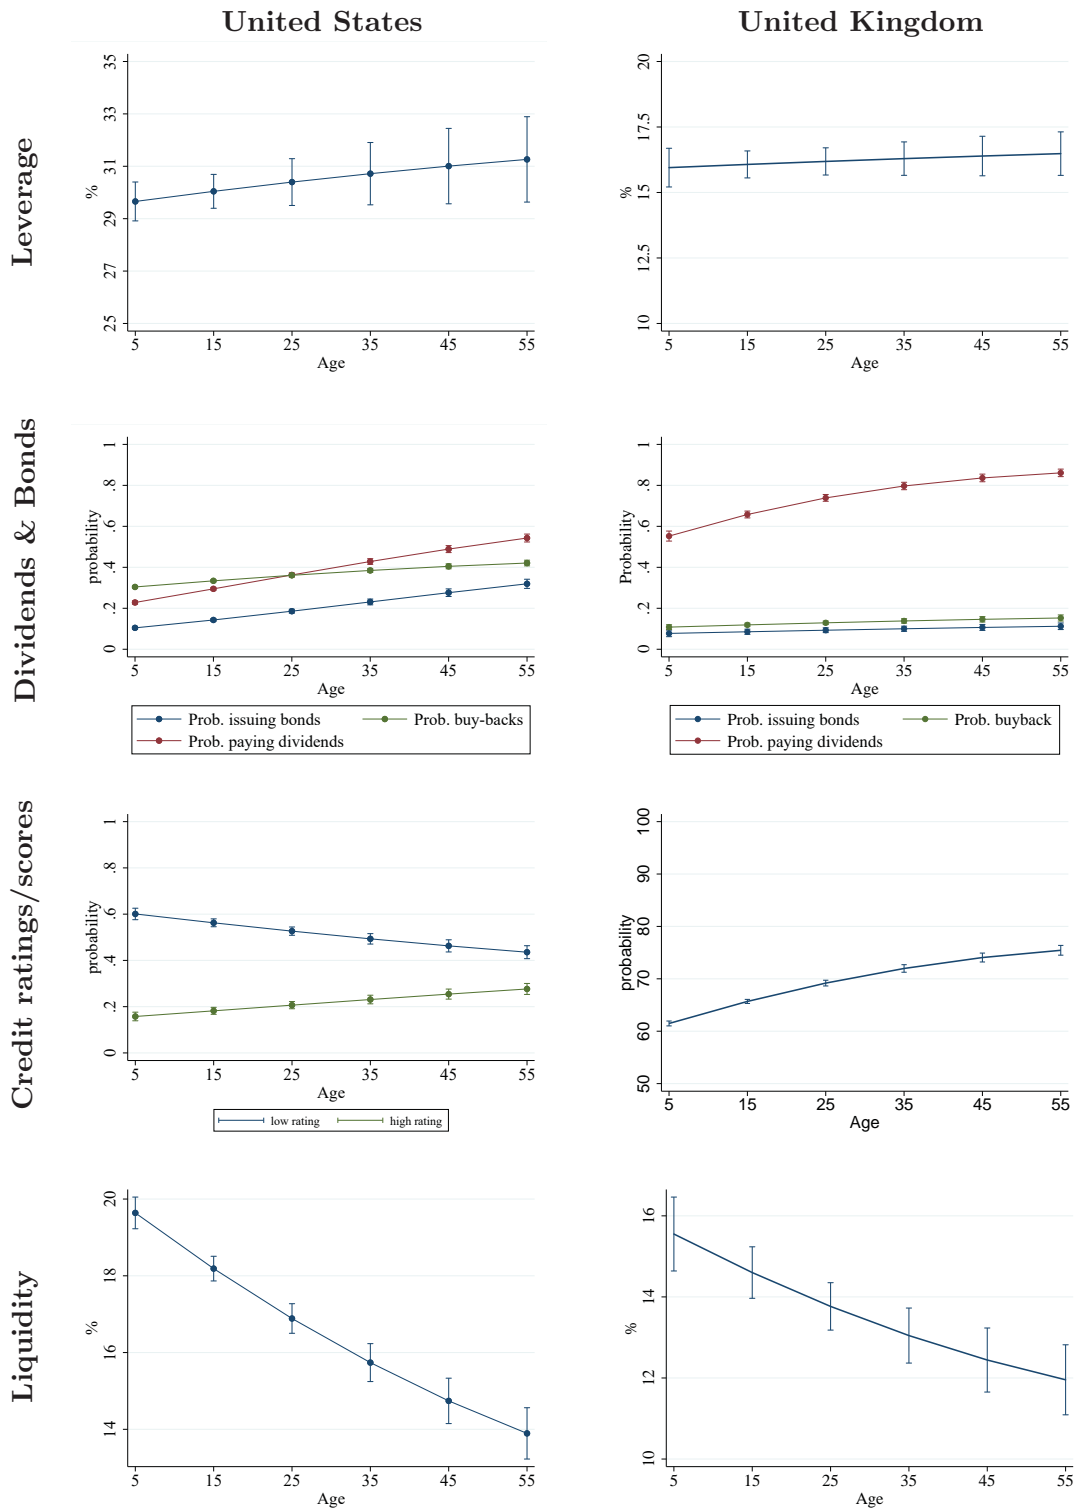 United States
United Kingdom
Leverage
35
33
31
29
27
25
%
5 15 25 35 45 55
Age
20
17.5
15
12.5
10
%
5 15 25 35 45 55
Age
Dividends & Bonds
1
.8
.6
.4
.2
0
probability
5 15 25 35 45 55
Age
Prob. issuing bonds
Prob. buy-backs
Prob. paying dividends
1
.8
.6
.4
.2
0
Probability
5 15 25 35 45 55
Age
Prob. issuing bonds
Prob. buyback
Prob. paying dividends
Credit ratings/scores
1
.8
.6
.4
.2
0
probability
5 15 25 35 45 55
Age
low rating
high rating
100
90
80
70
60
50
probability
5 15 25 35 45 55
Age
Liquidity
20
18
16
14
%
5 15 25 35 45 55
Age
16
14
12
10
%
5 15 25 35 45 55
Age